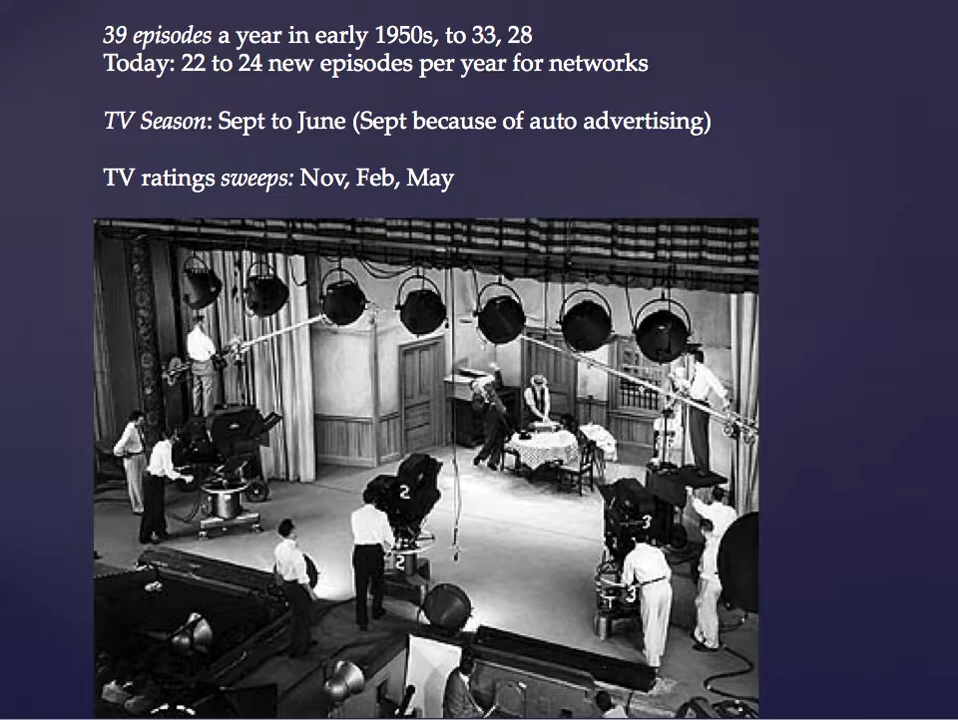 39 episodes a year in early 1950s, to 33, 28
Today: 22 to 24 new episodes per year for networks
TV Season: Sept to June (Sept because of auto advertising)
TV ratings sweeps: Nov, Feb, May
2
3
2
3